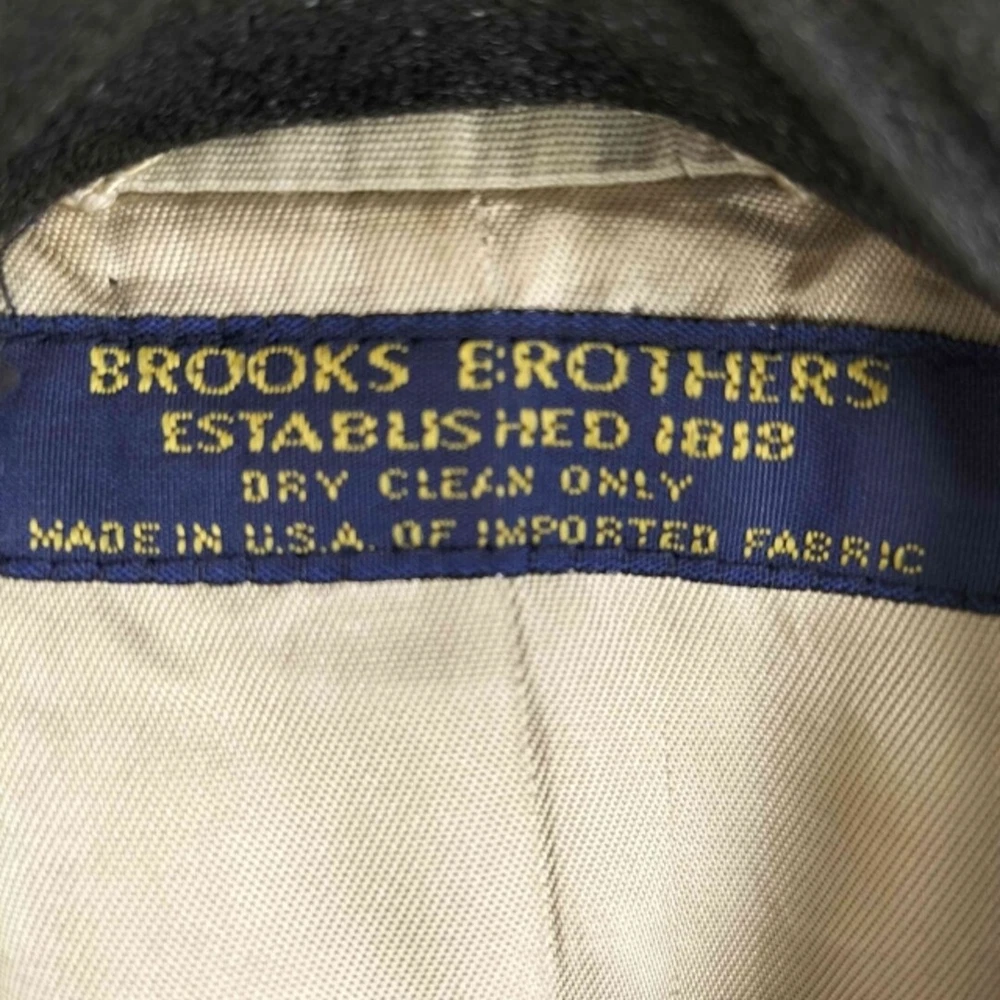 BROOKS BROTHERS
ESTABLISHED 1818
DRY CLEAN ONLY
MADE IN U.S.A. OF IMPORTED FABRIC